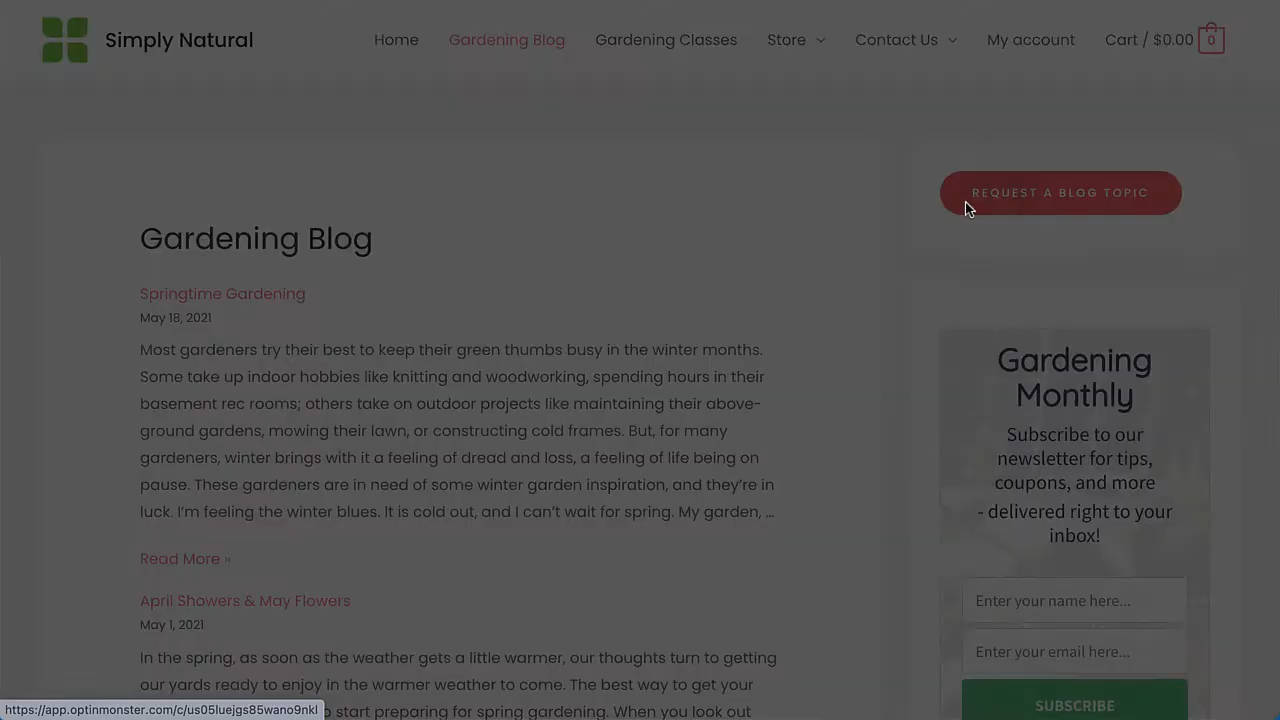 Simply Natural
Home Gardening Blog Gardening Classes Store Contact Us My account Cart / $0.00 0
REQUEST A BLOG TOPIC
Gardening Blog
Springtime Gardening
May 18, 2021
Most gardeners try their best to keep their green thumbs busy in the winter months.
Some take up indoor hobbies like knitting and woodworking, spending hours in their
basement rec rooms; others take on outdoor projects like maintaining their above-
ground gardens, mowing their lawn, or constructing cold frames. But, for many
gardeners, winter brings with it a feeling of dread and loss, a feeling of life being on
pause. These gardeners are in need of some winter garden inspiration, and they’re in
luck. I’m feeling the winter blues. It is cold out, and I can’t wait for spring. My garden, …
Read More »
April Showers & May Flowers
May 1, 2021
In the spring, as soon as the weather gets a little warmer, our thoughts turn to getting
our yards ready to enjoy in the warmer weather to come. The best way to get your
o start preparing for spring gardening. When you look out
Gardening
Monthly
Subscribe to our
newsletter for tips,
coupons, and more
- delivered right to your
inbox!
Enter your name here...
Enter your email here...
SUBSCRIBE
https://app.optinmonster.com/c/us05luejgs85wano9nkl